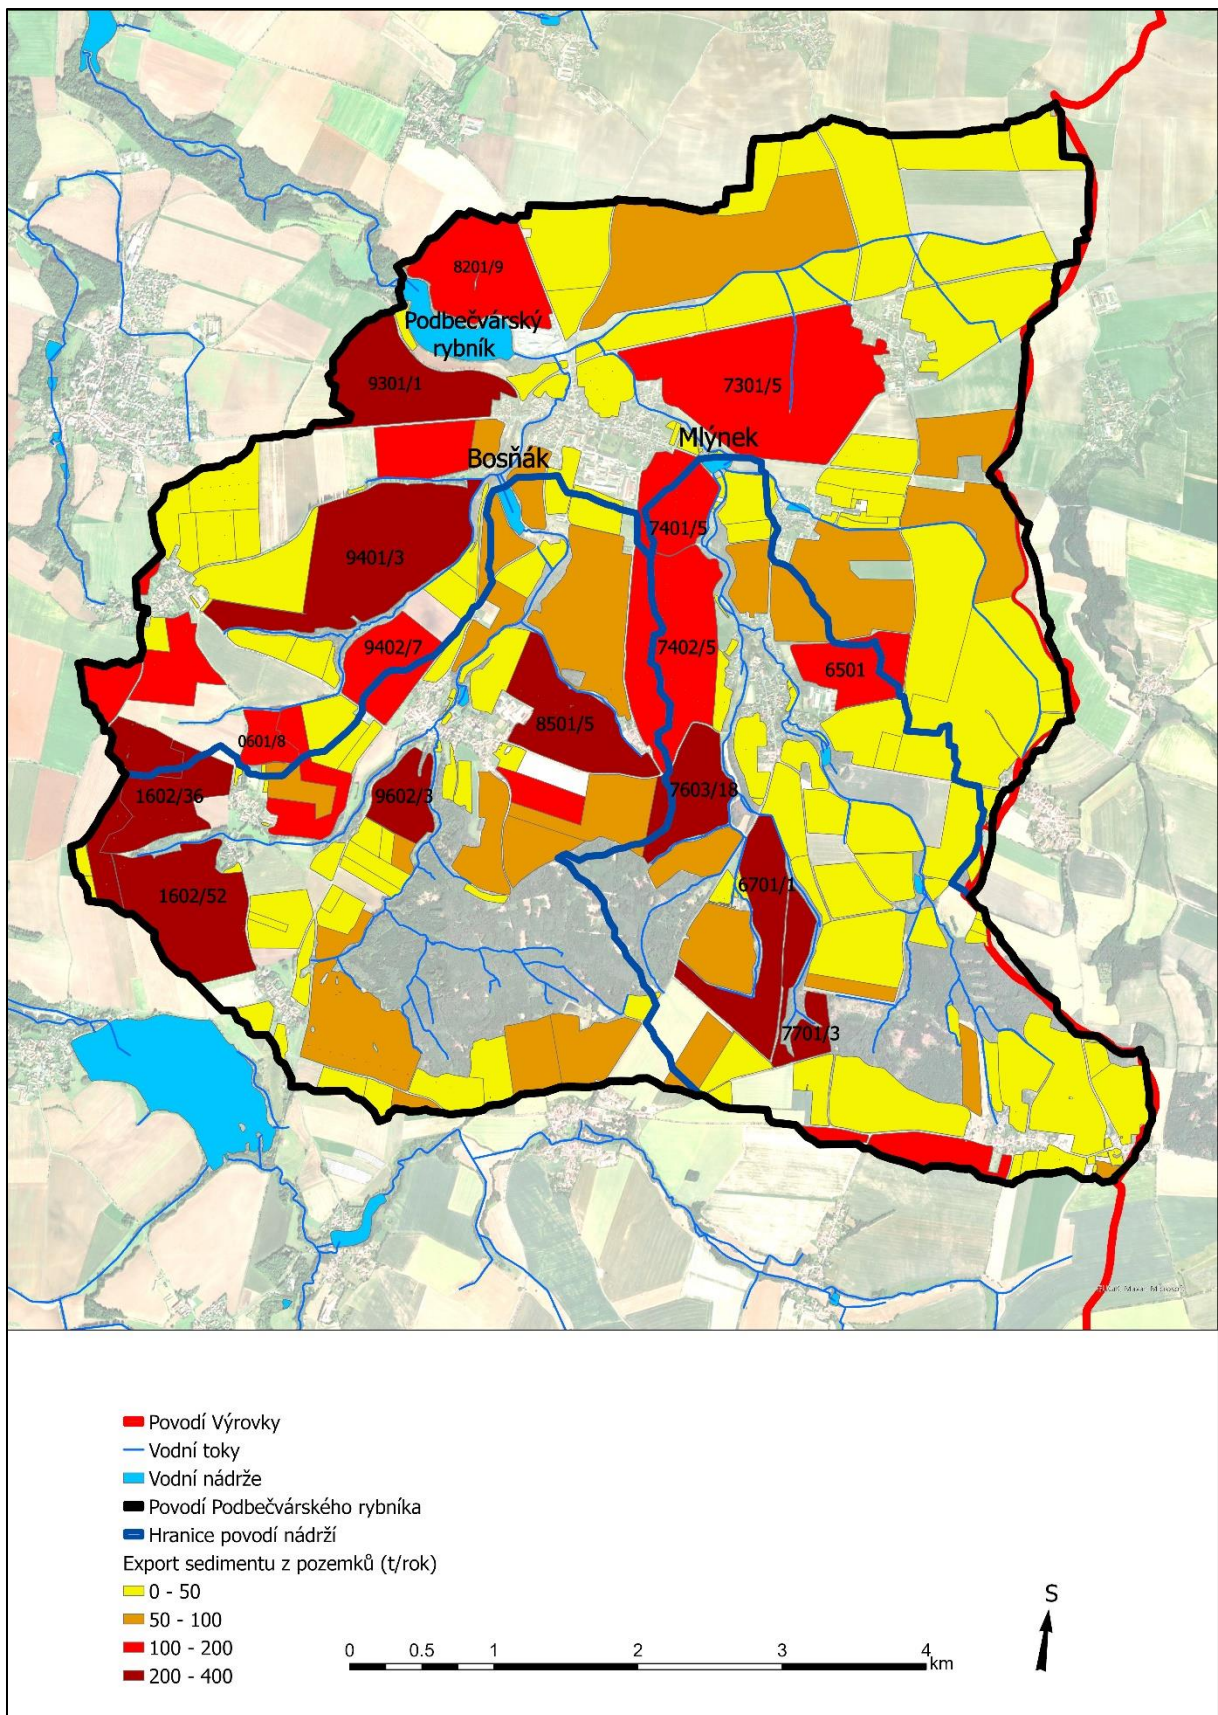 8201/9
Podbečvárský
rybník
9301/1
7301/5
Mlýnek
Bosňák
7401/5
9401/3
9402/7
7402/5
6501
8501/5
0601/8
1602/36
9602/3
7603/18
1602/52
6701/1
7701/3
Povodí Výrovky
Vodní toky
Vodní nádrže
Povodí Podbečvárského rybníka
Hranice povodí nádrží
Export sedimentu z pozemků (t/rok)
0 - 50
50 - 100
100 - 200
200 - 400
S
0 0.5 1 2 3 4
km